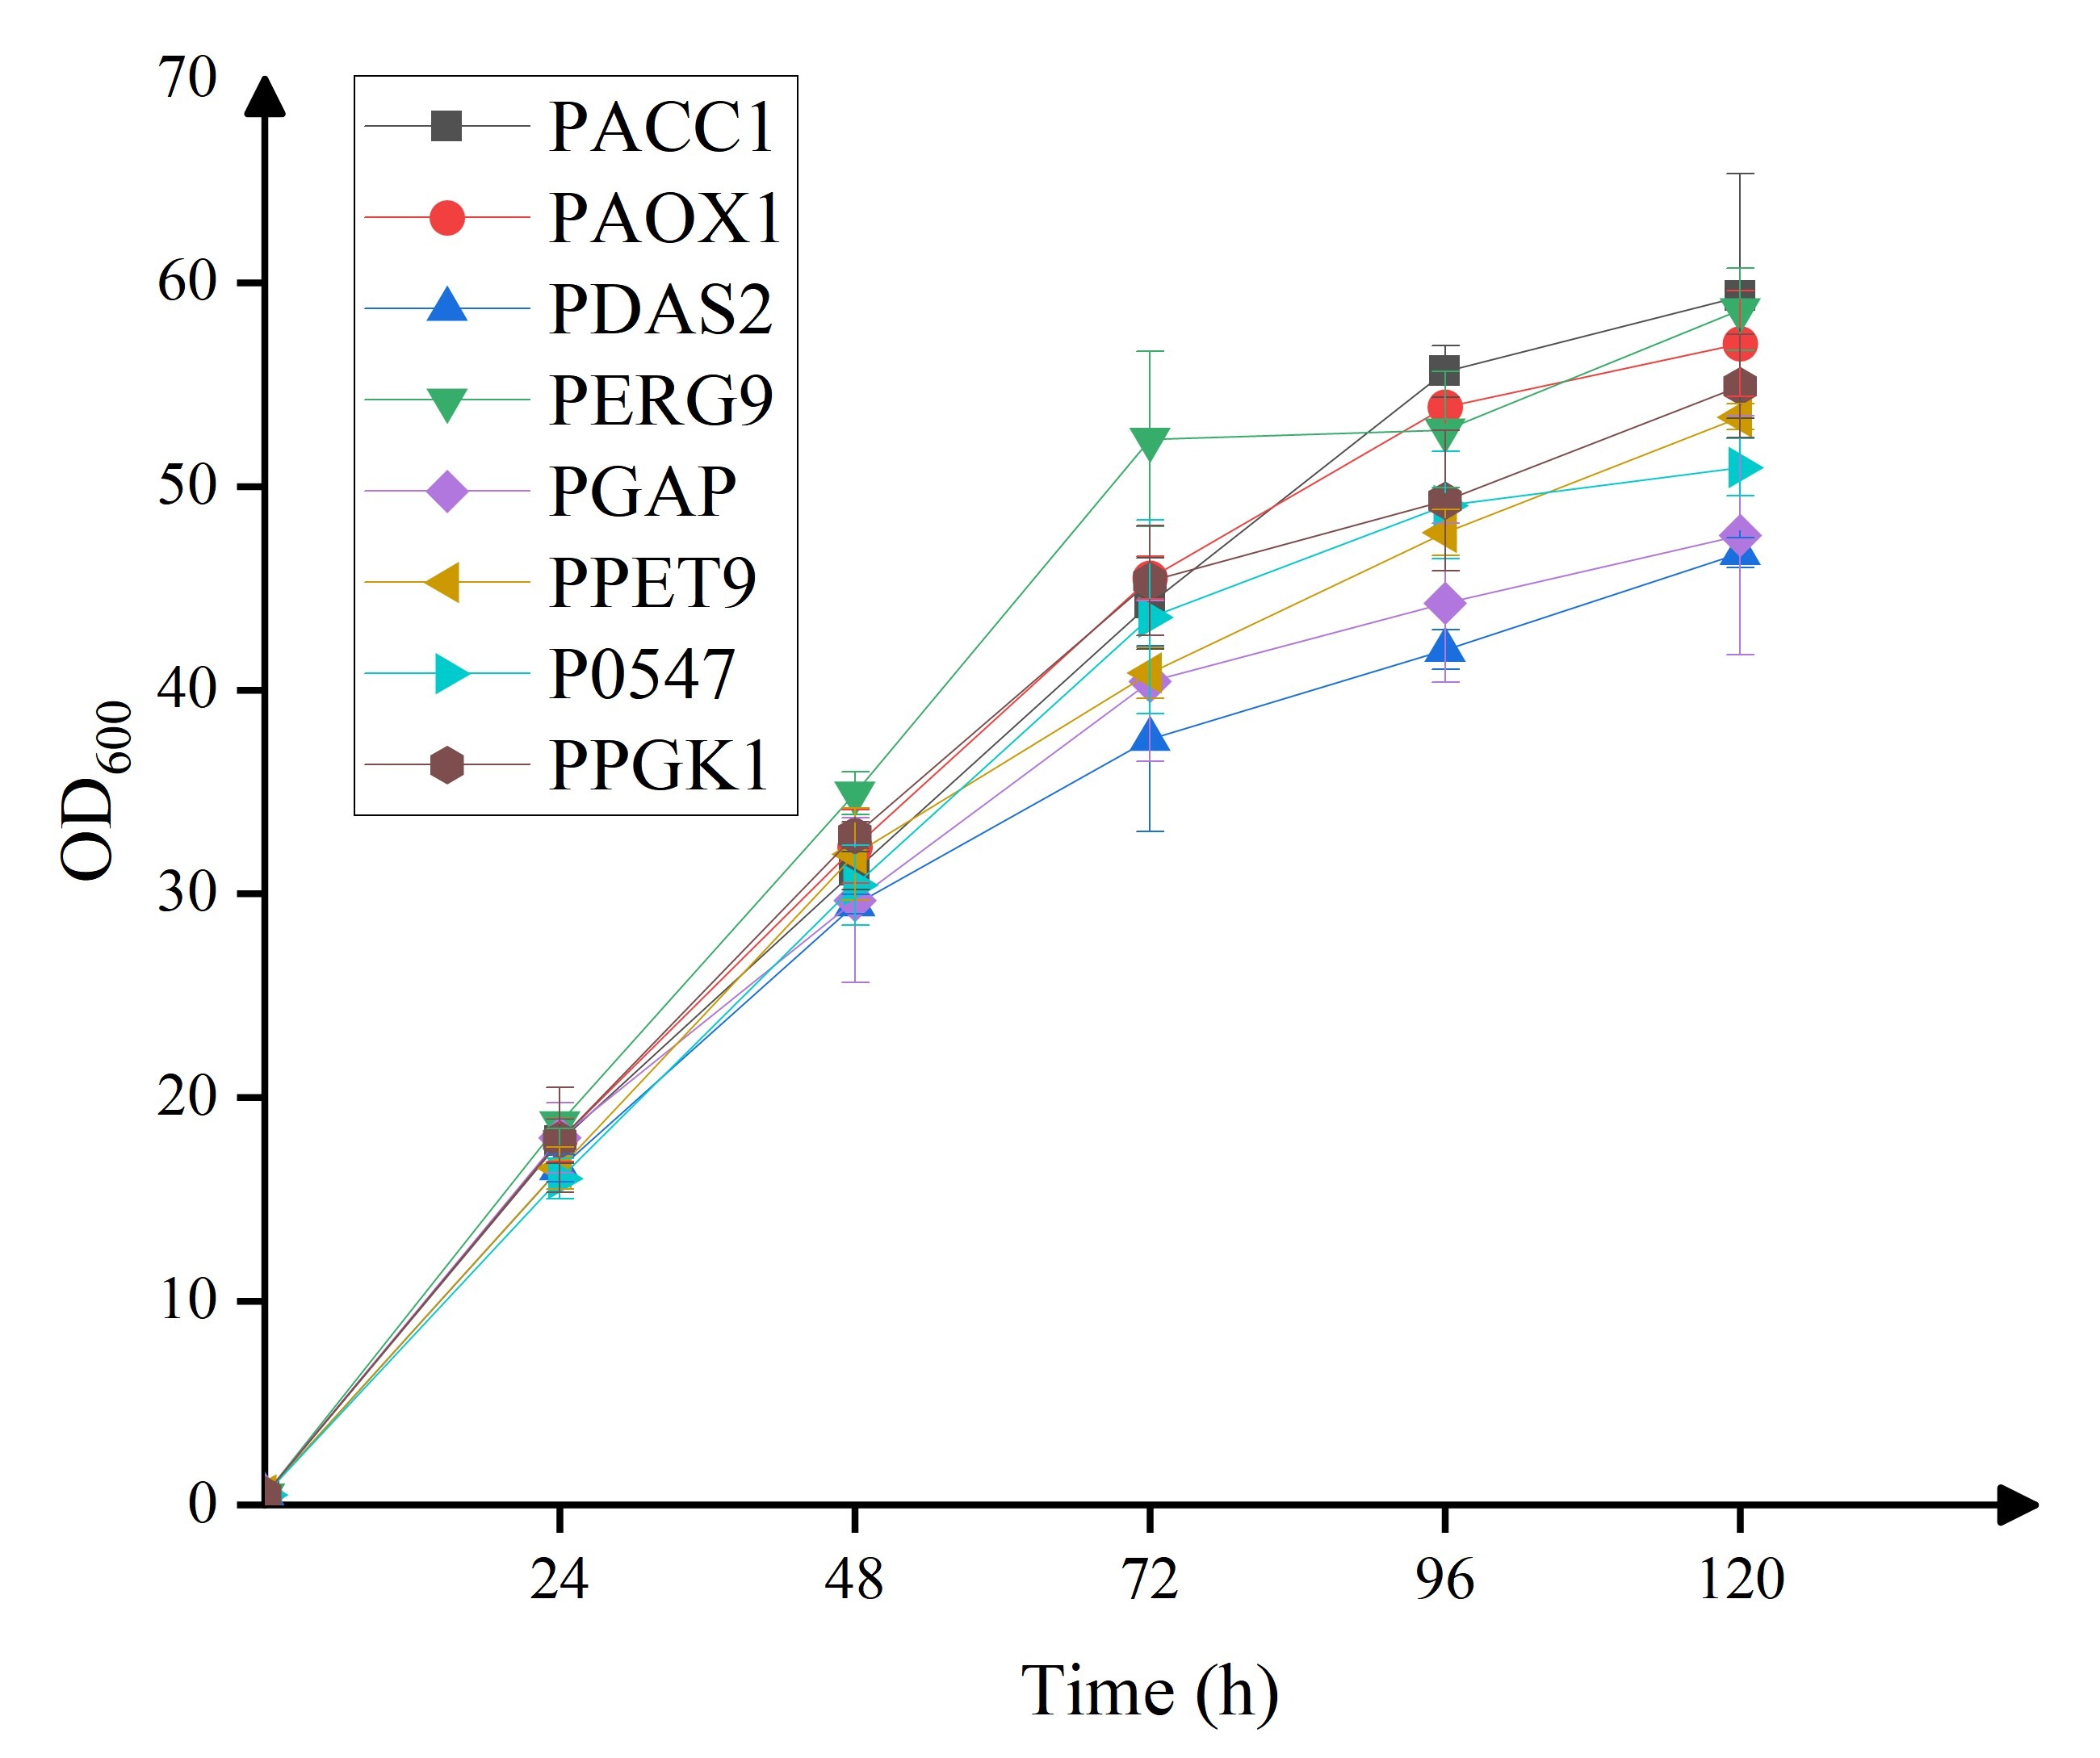 70
60
50
40
30
20
10
0
OD600
PACC1
PAOX1
PDAS2
PERG9
PGAP
PPET9
P0547
PPGK1
24 48 72 96 120
Time (h)